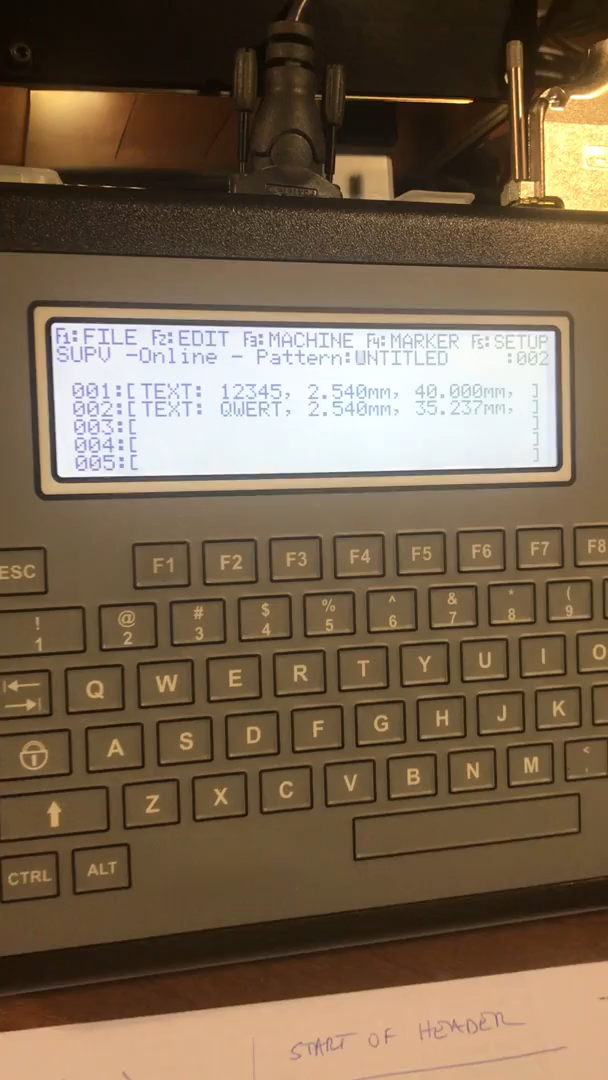 F1:FILE F2:EDIT F3:MACHINE F4:MARKER F5:SETUP
SUPV -Online - Pattern:UNTITLED :002
001:[TEXT: 12345, 2.540mm, 40.000mm, ]
002:[TEXT: QWERT, 2.540mm, 35.237mm, ]
003:[ ]
004:[ ]
005:[ ]
ESC F1 F2 F3 F4 F5 F6 F7 F8
! @ # $ % ^ & * (
1 2 3 4 5 6 7 8 9
Q W E R T Y U I O
A S D F G H J K
Z X C V B N M <
CTRL ALT
START OF HEADER